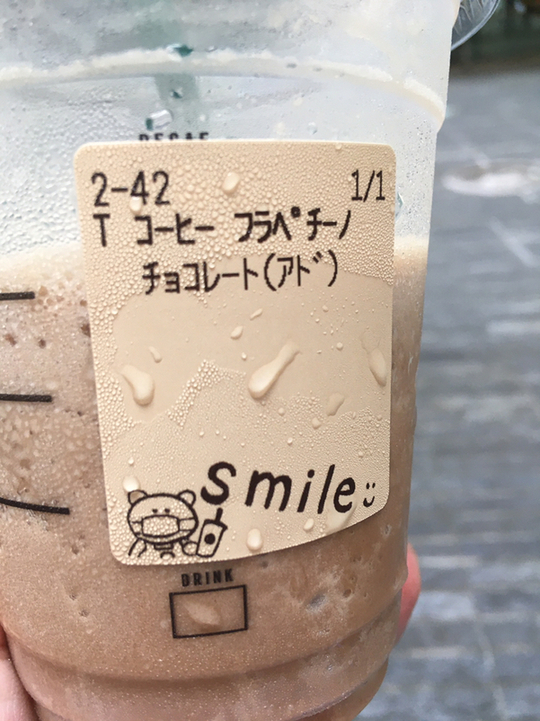 DECAF
2-42 1/1
T コーヒー フラペチーノ
チョコレート(アド)
smile
DRINK